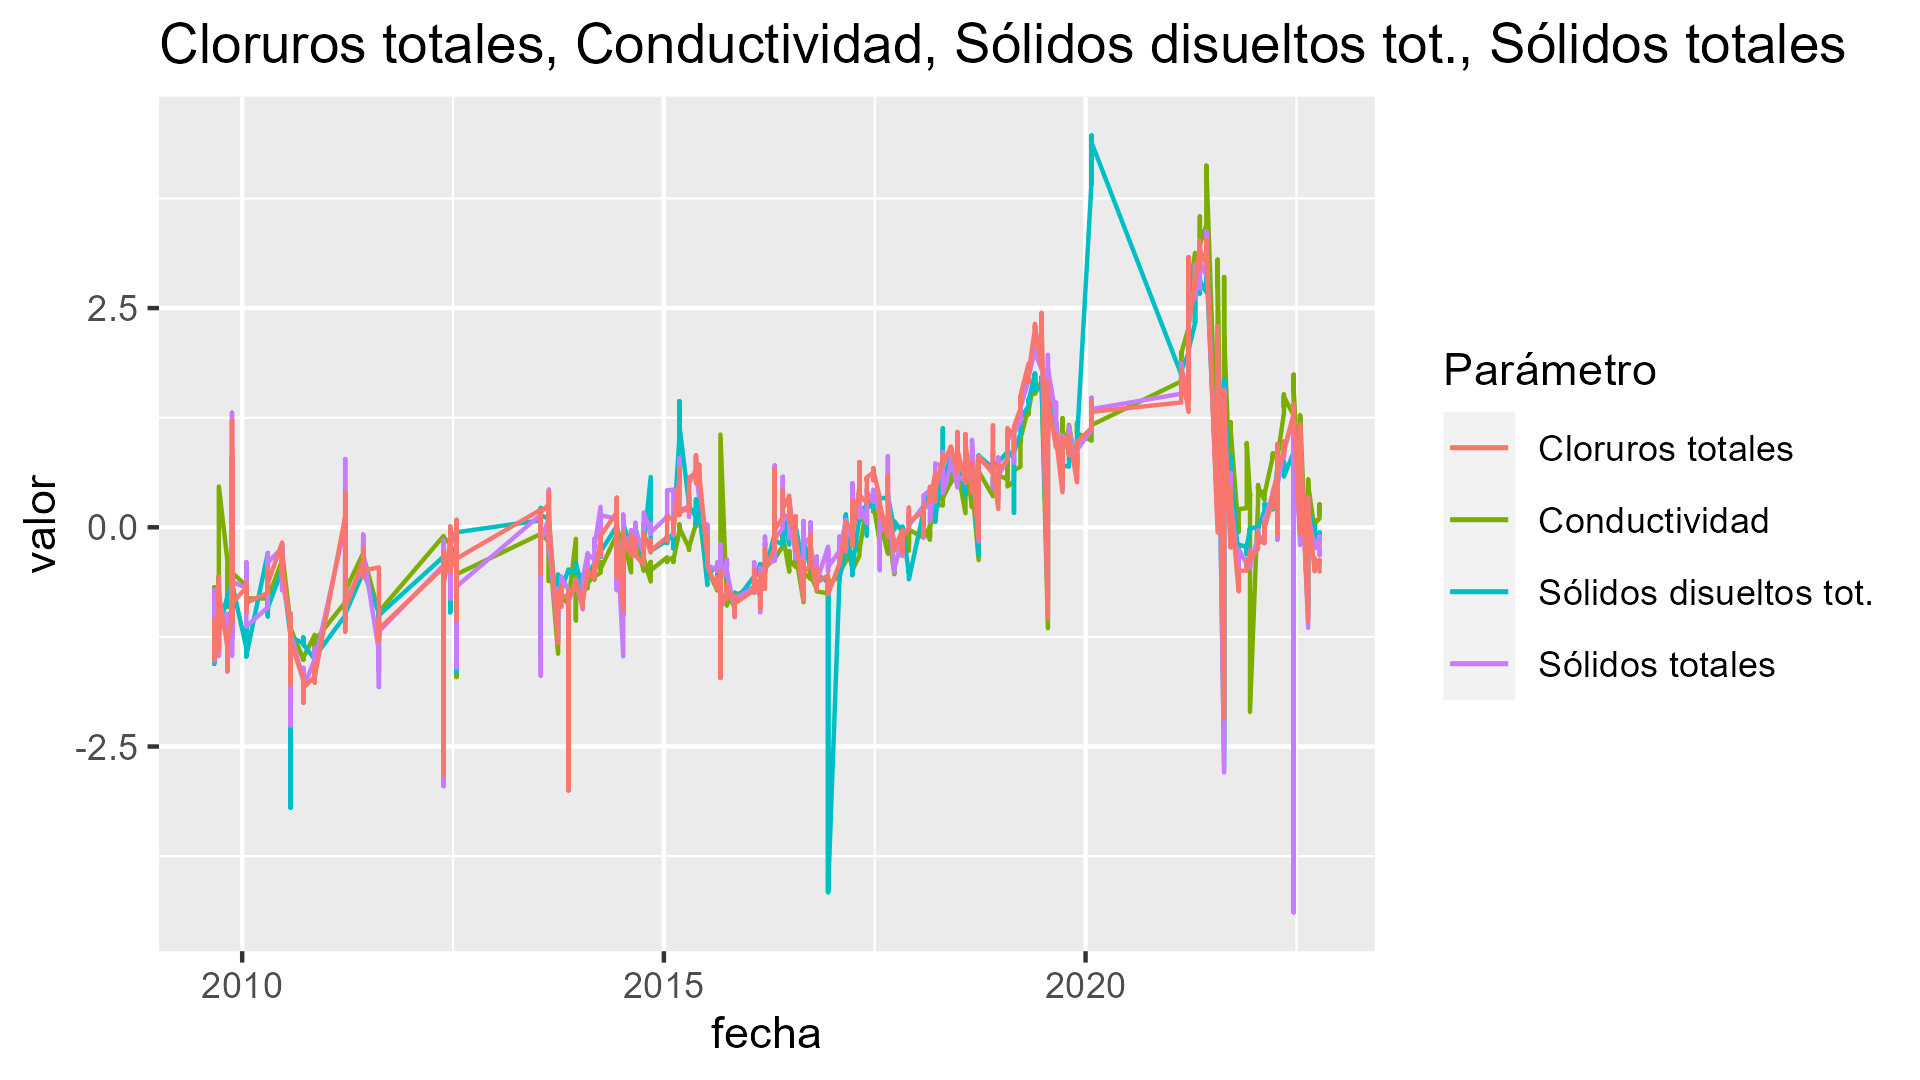 Cloruros totales, Conductividad, Sólidos disueltos tot., Sólidos totales
valor
2.5
0.0
-2.5
2010
2015
2020
fecha
Parámetro
Cloruros totales
Conductividad
Sólidos disueltos tot.
Sólidos totales